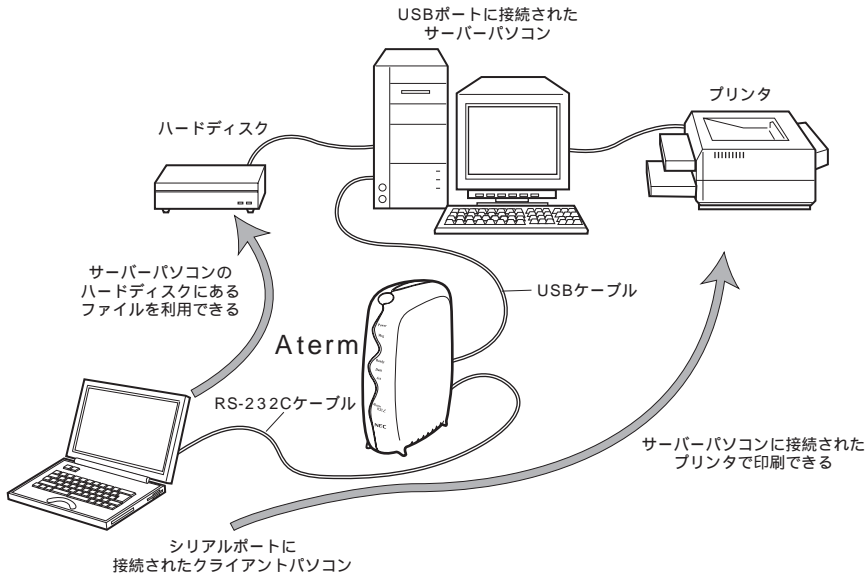 USBポートに接続された
サーバーパソコン
プリンタ
ハードディスク
サーバーパソコンの
ハードディスクにある
ファイルを利用できる
USBケーブル
Aterm
RS-232Cケーブル
NEC
サーバーパソコンに接続された
プリンタで印刷できる
シリアルポートに
接続されたクライアントパソコン